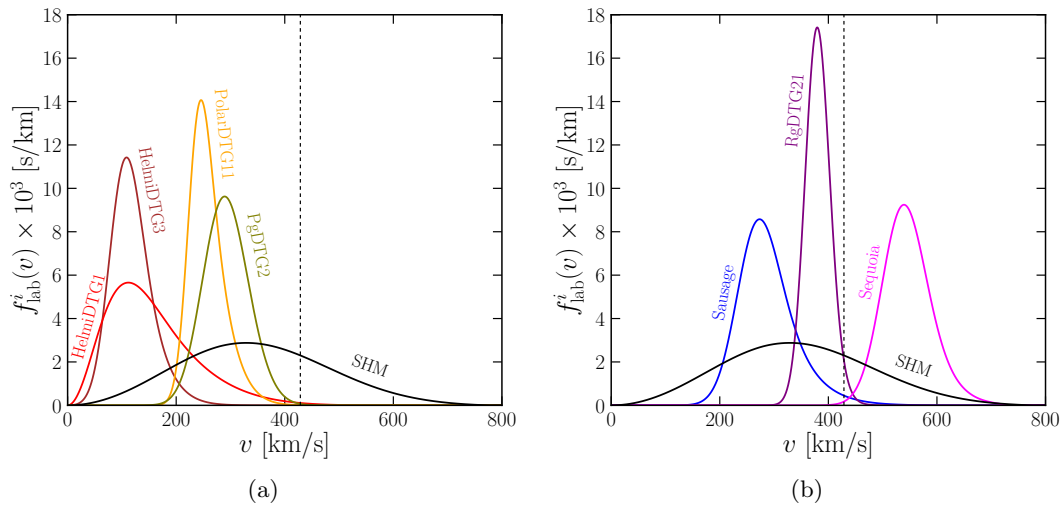 18
16
14
12
10
8
6
4
2
0
f^i_lab(v) × 10^3 [s/km]
HelmiDTG1
HelmiDTG3
PolarDTG11
PgDTG2
SHM
0 200 400 600 800
v [km/s]
(a)
18
16
14
12
10
8
6
4
2
0
f^i_lab(v) × 10^3 [s/km]
Sausage
RgDTG21
Sequoia
SHM
0 200 400 600 800
v [km/s]
(b)